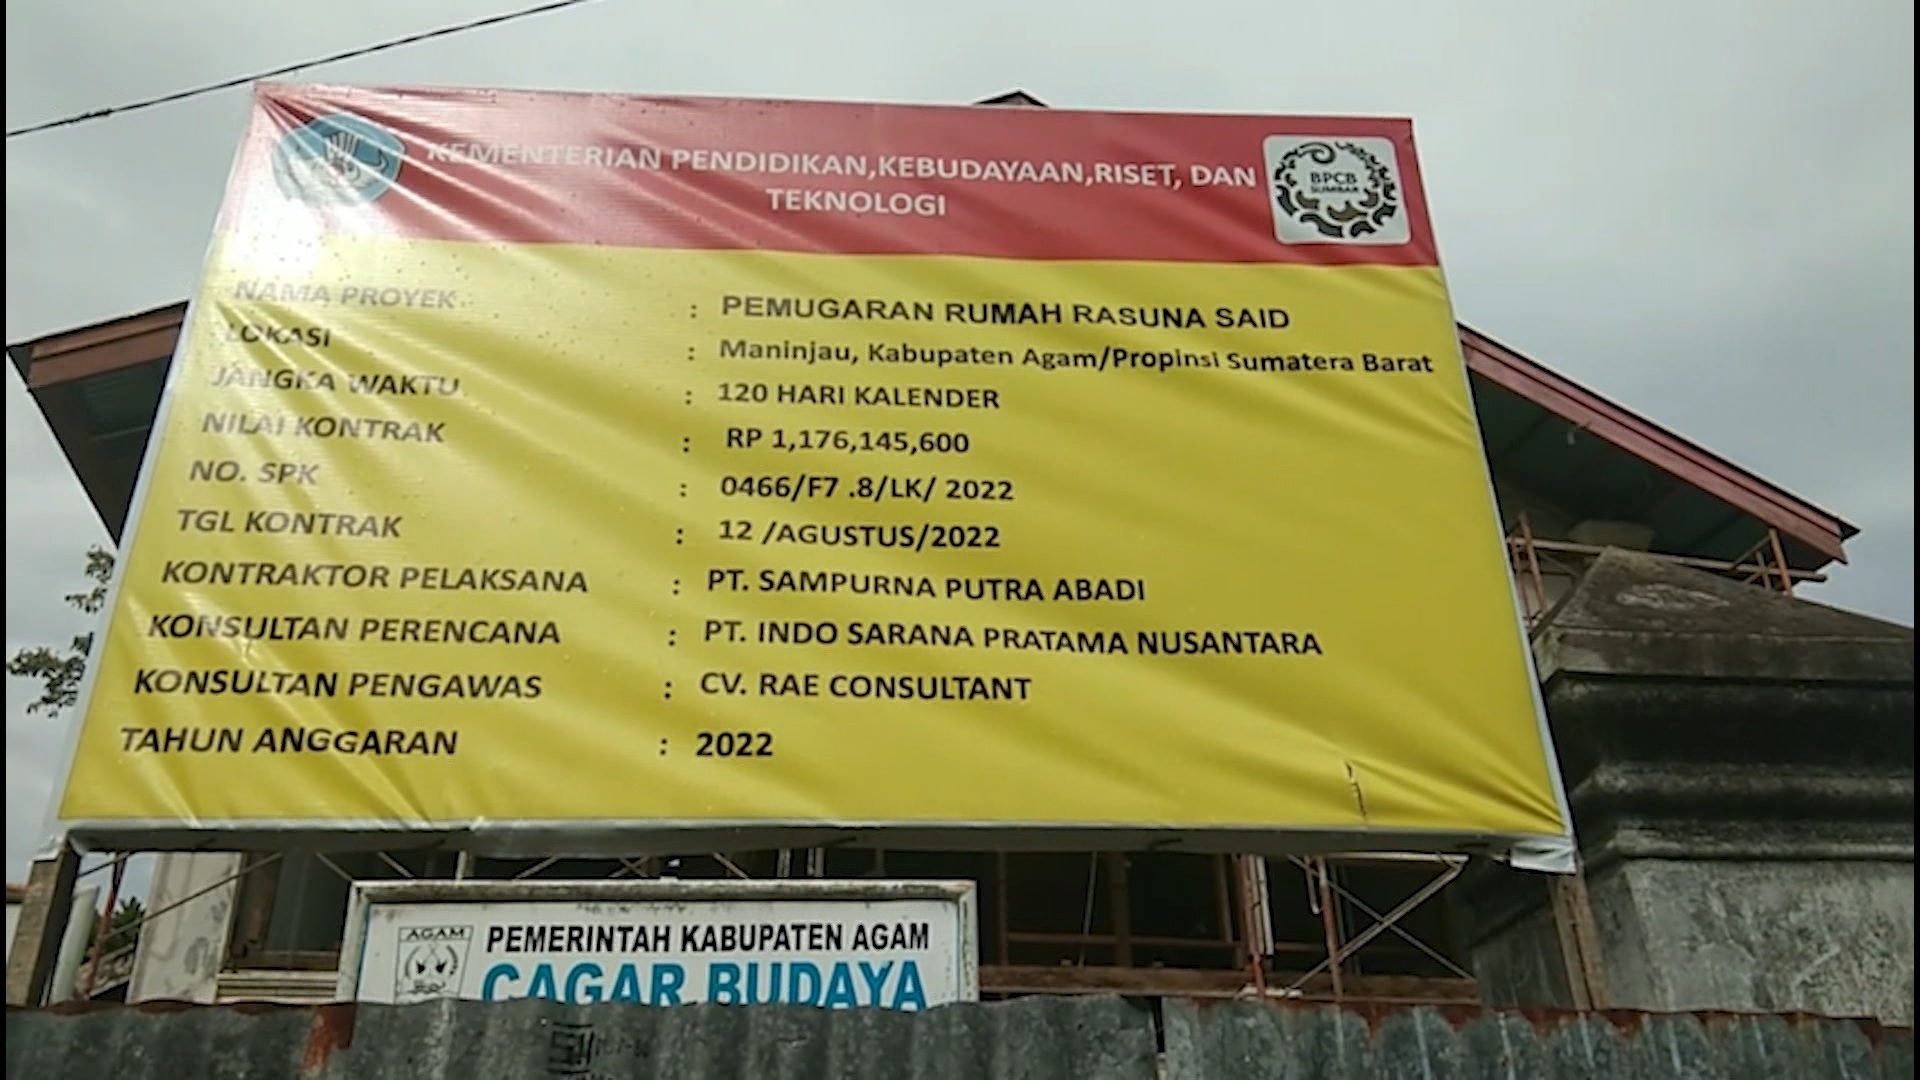 KEMENTERIAN PENDIDIKAN,KEBUDAYAAN,RISET, DAN
TEKNOLOGI
BPCB
SUMBAR
NAMA PROYEK : PEMUGARAN RUMAH RASUNA SAID
LOKASI : Maninjau, Kabupaten Agam/Propinsi Sumatera Barat
JANGKA WAKTU : 120 HARI KALENDER
NILAI KONTRAK : RP 1,176,145,600
NO. SPK : 0466/F7 .8/LK/ 2022
TGL KONTRAK : 12 /AGUSTUS/2022
KONTRAKTOR PELAKSANA : PT. SAMPURNA PUTRA ABADI
KONSULTAN PERENCANA : PT. INDO SARANA PRATAMA NUSANTARA
KONSULTAN PENGAWAS : CV. RAE CONSULTANT
TAHUN ANGGARAN : 2022
AGAM
PEMERINTAH KABUPATEN AGAM
CAGAR BUDAYA